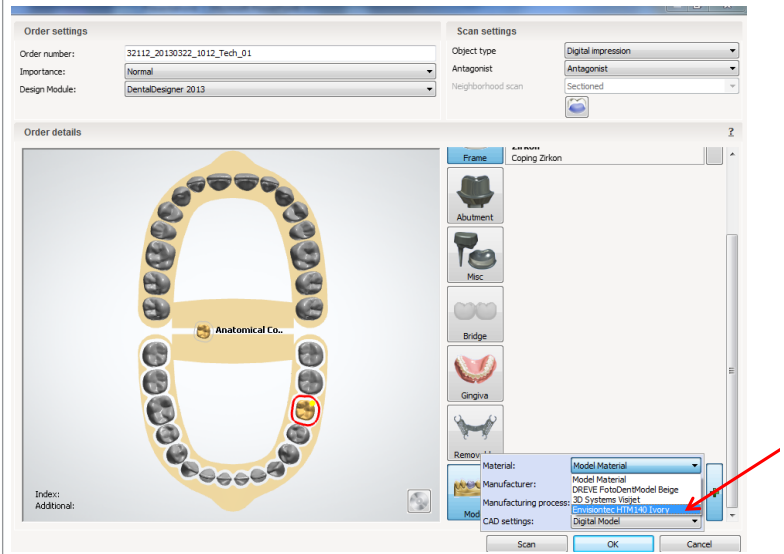 Order settings
Order number: 32112_20130322_1012_Tech_01
Importance: Normal
Design Module: DentalDesigner 2013
Scan settings
Object type Digital impression
Antagonist Antagonist
Neighborhood scan Sectioned
Order details ?
Frame Coping Zirkon
Abutment
Misc
Anatomical Co..
Bridge
Gingiva
Index:
Additional:
Material: Model Material
Manufacturer: Model Material
DREVE FotoDentModel Beige
Manufacturing process: 3D Systems Visijet
Envisiontec HTM140 Ivory
CAD settings: Digital Model
Scan OK Cancel